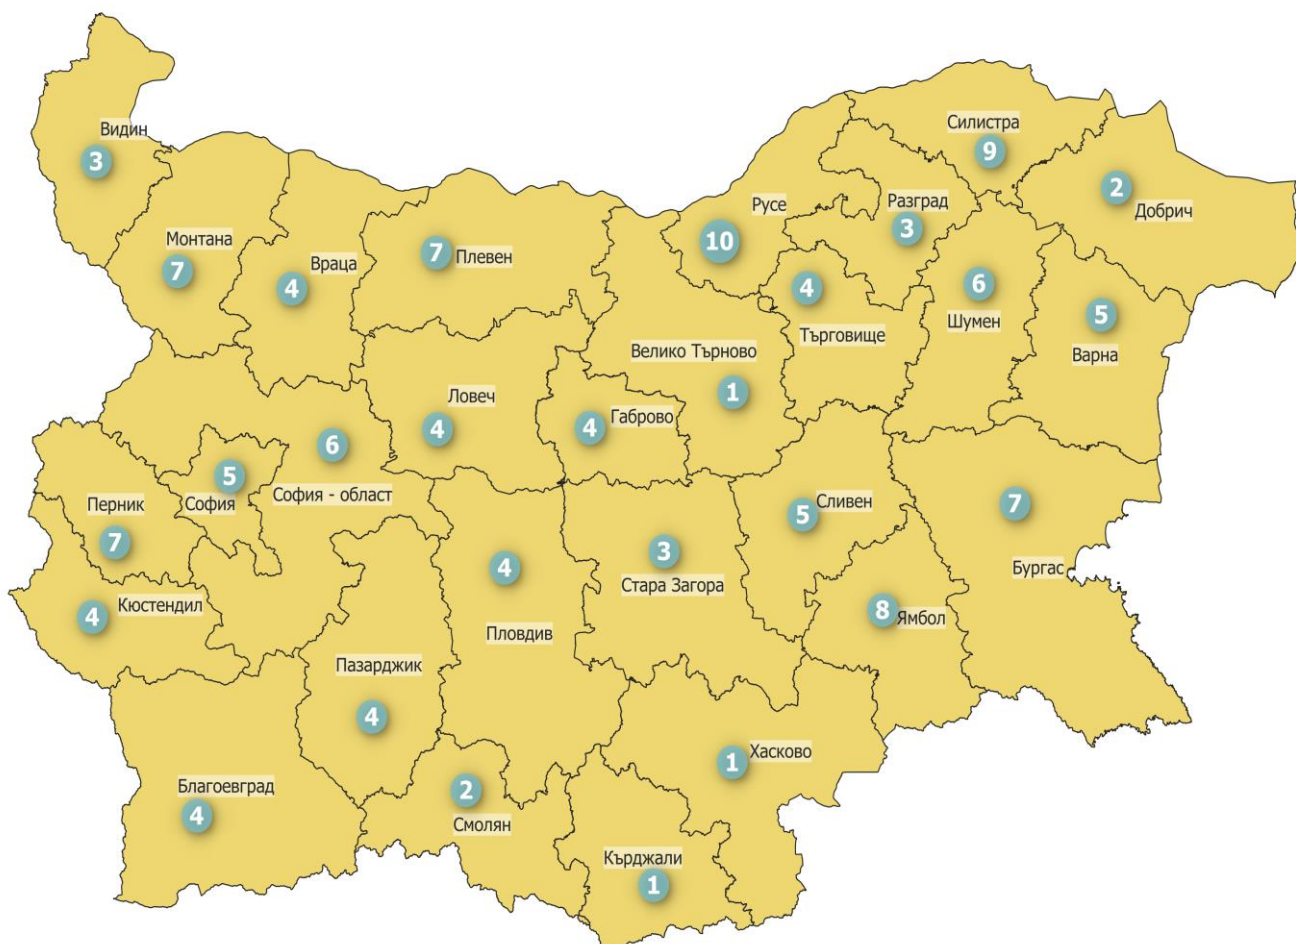 Видин
3
Монтана
7
Враца
4
Плевен
7
Русе
10
Силистра
9
Разград
3
Добрич
2
Търговище
4
Шумен
6
Варна
5
Велико Търново
1
Ловеч
4
Габрово
4
София - област
6
София
5
Перник
7
Кюстендил
4
Пловдив
4
Стара Загора
3
Сливен
5
Ямбол
8
Бургас
7
Пазарджик
4
Благоевград
4
Смолян
2
Хасково
1
Кърджали
1